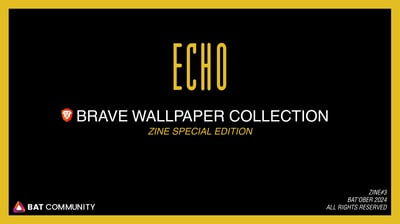 ECHO
BRAVE WALLPAPER COLLECTION
ZINE SPECIAL EDITION
ZINE#3
BAT'OBER 2024
ALL RIGHTS RESERVED
BAT COMMUNITY